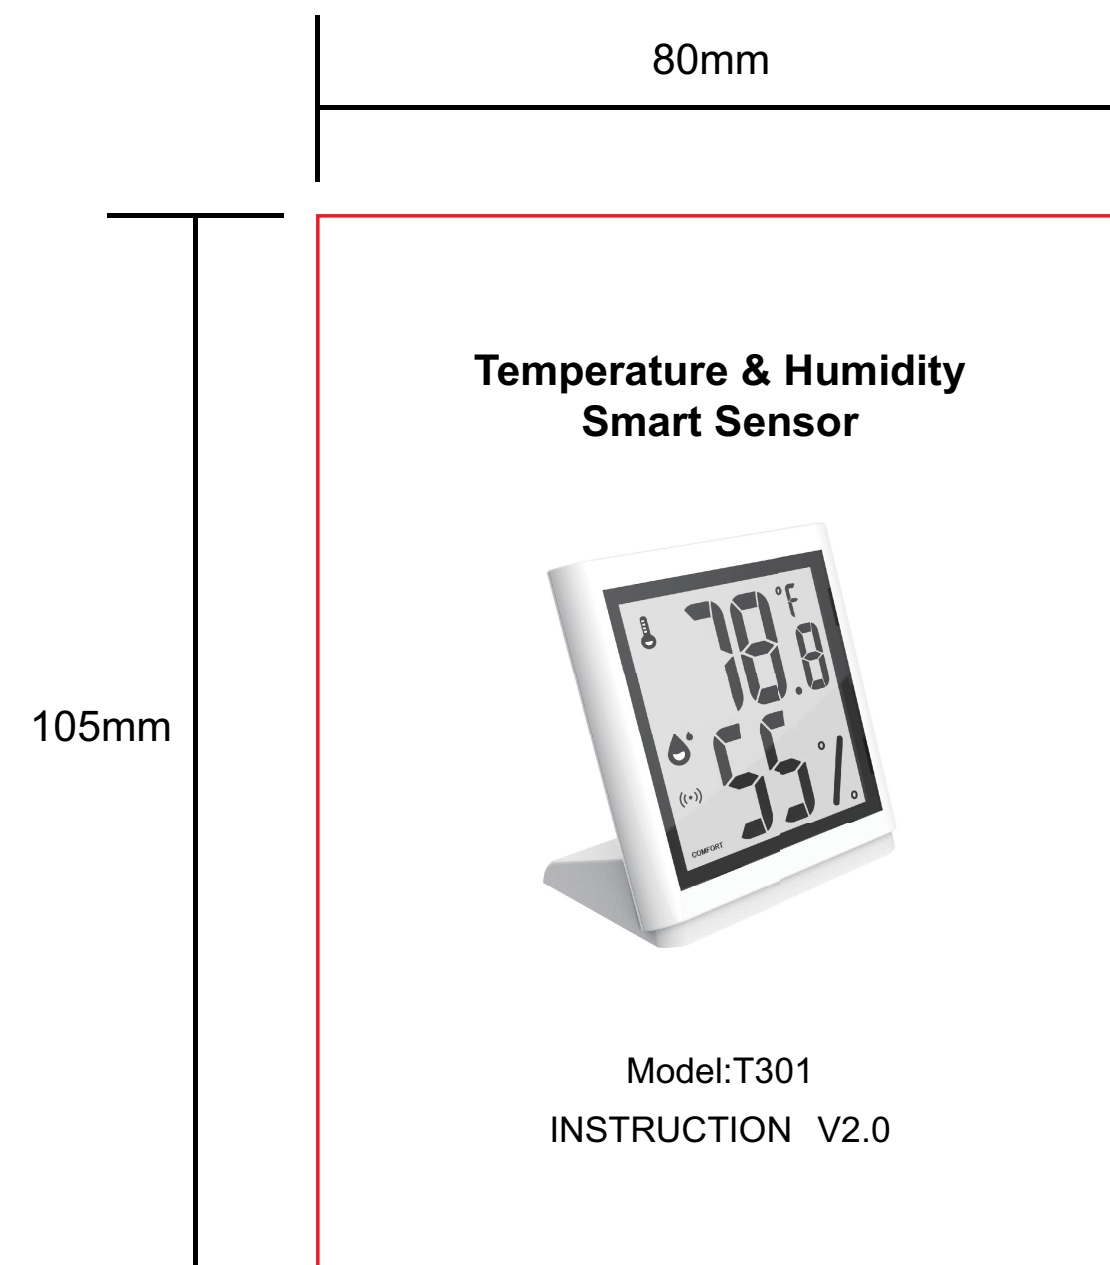 80mm
105mm
Temperature & Humidity
Smart Sensor
°F
78.8
55%
COMFORT
Model:T301
INSTRUCTION V2.0